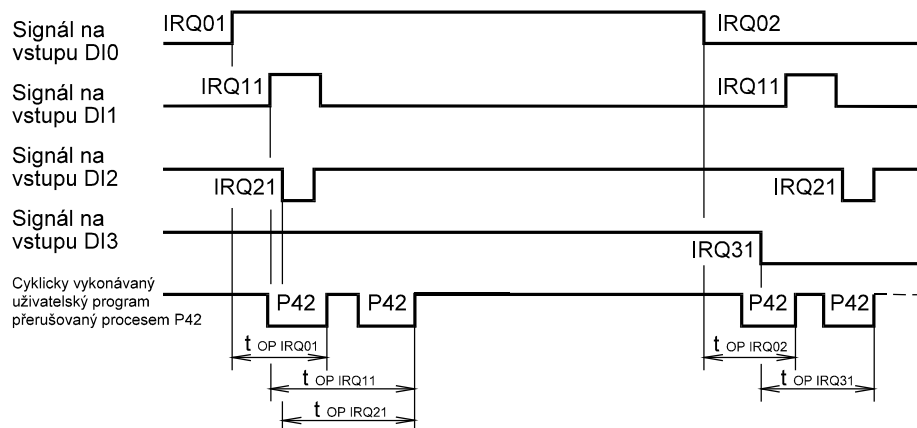 Signál na
vstupu DI0
IRQ01
IRQ02
Signál na
vstupu DI1
IRQ11
IRQ11
Signál na
vstupu DI2
IRQ21
IRQ21
Signál na
vstupu DI3
IRQ31
Cyklicky vykonávaný
uživatelský program
přerušovaný procesem P42
P42
P42
P42
P42
t OP IRQ01
t OP IRQ02
t OP IRQ11
t OP IRQ31
t OP IRQ21